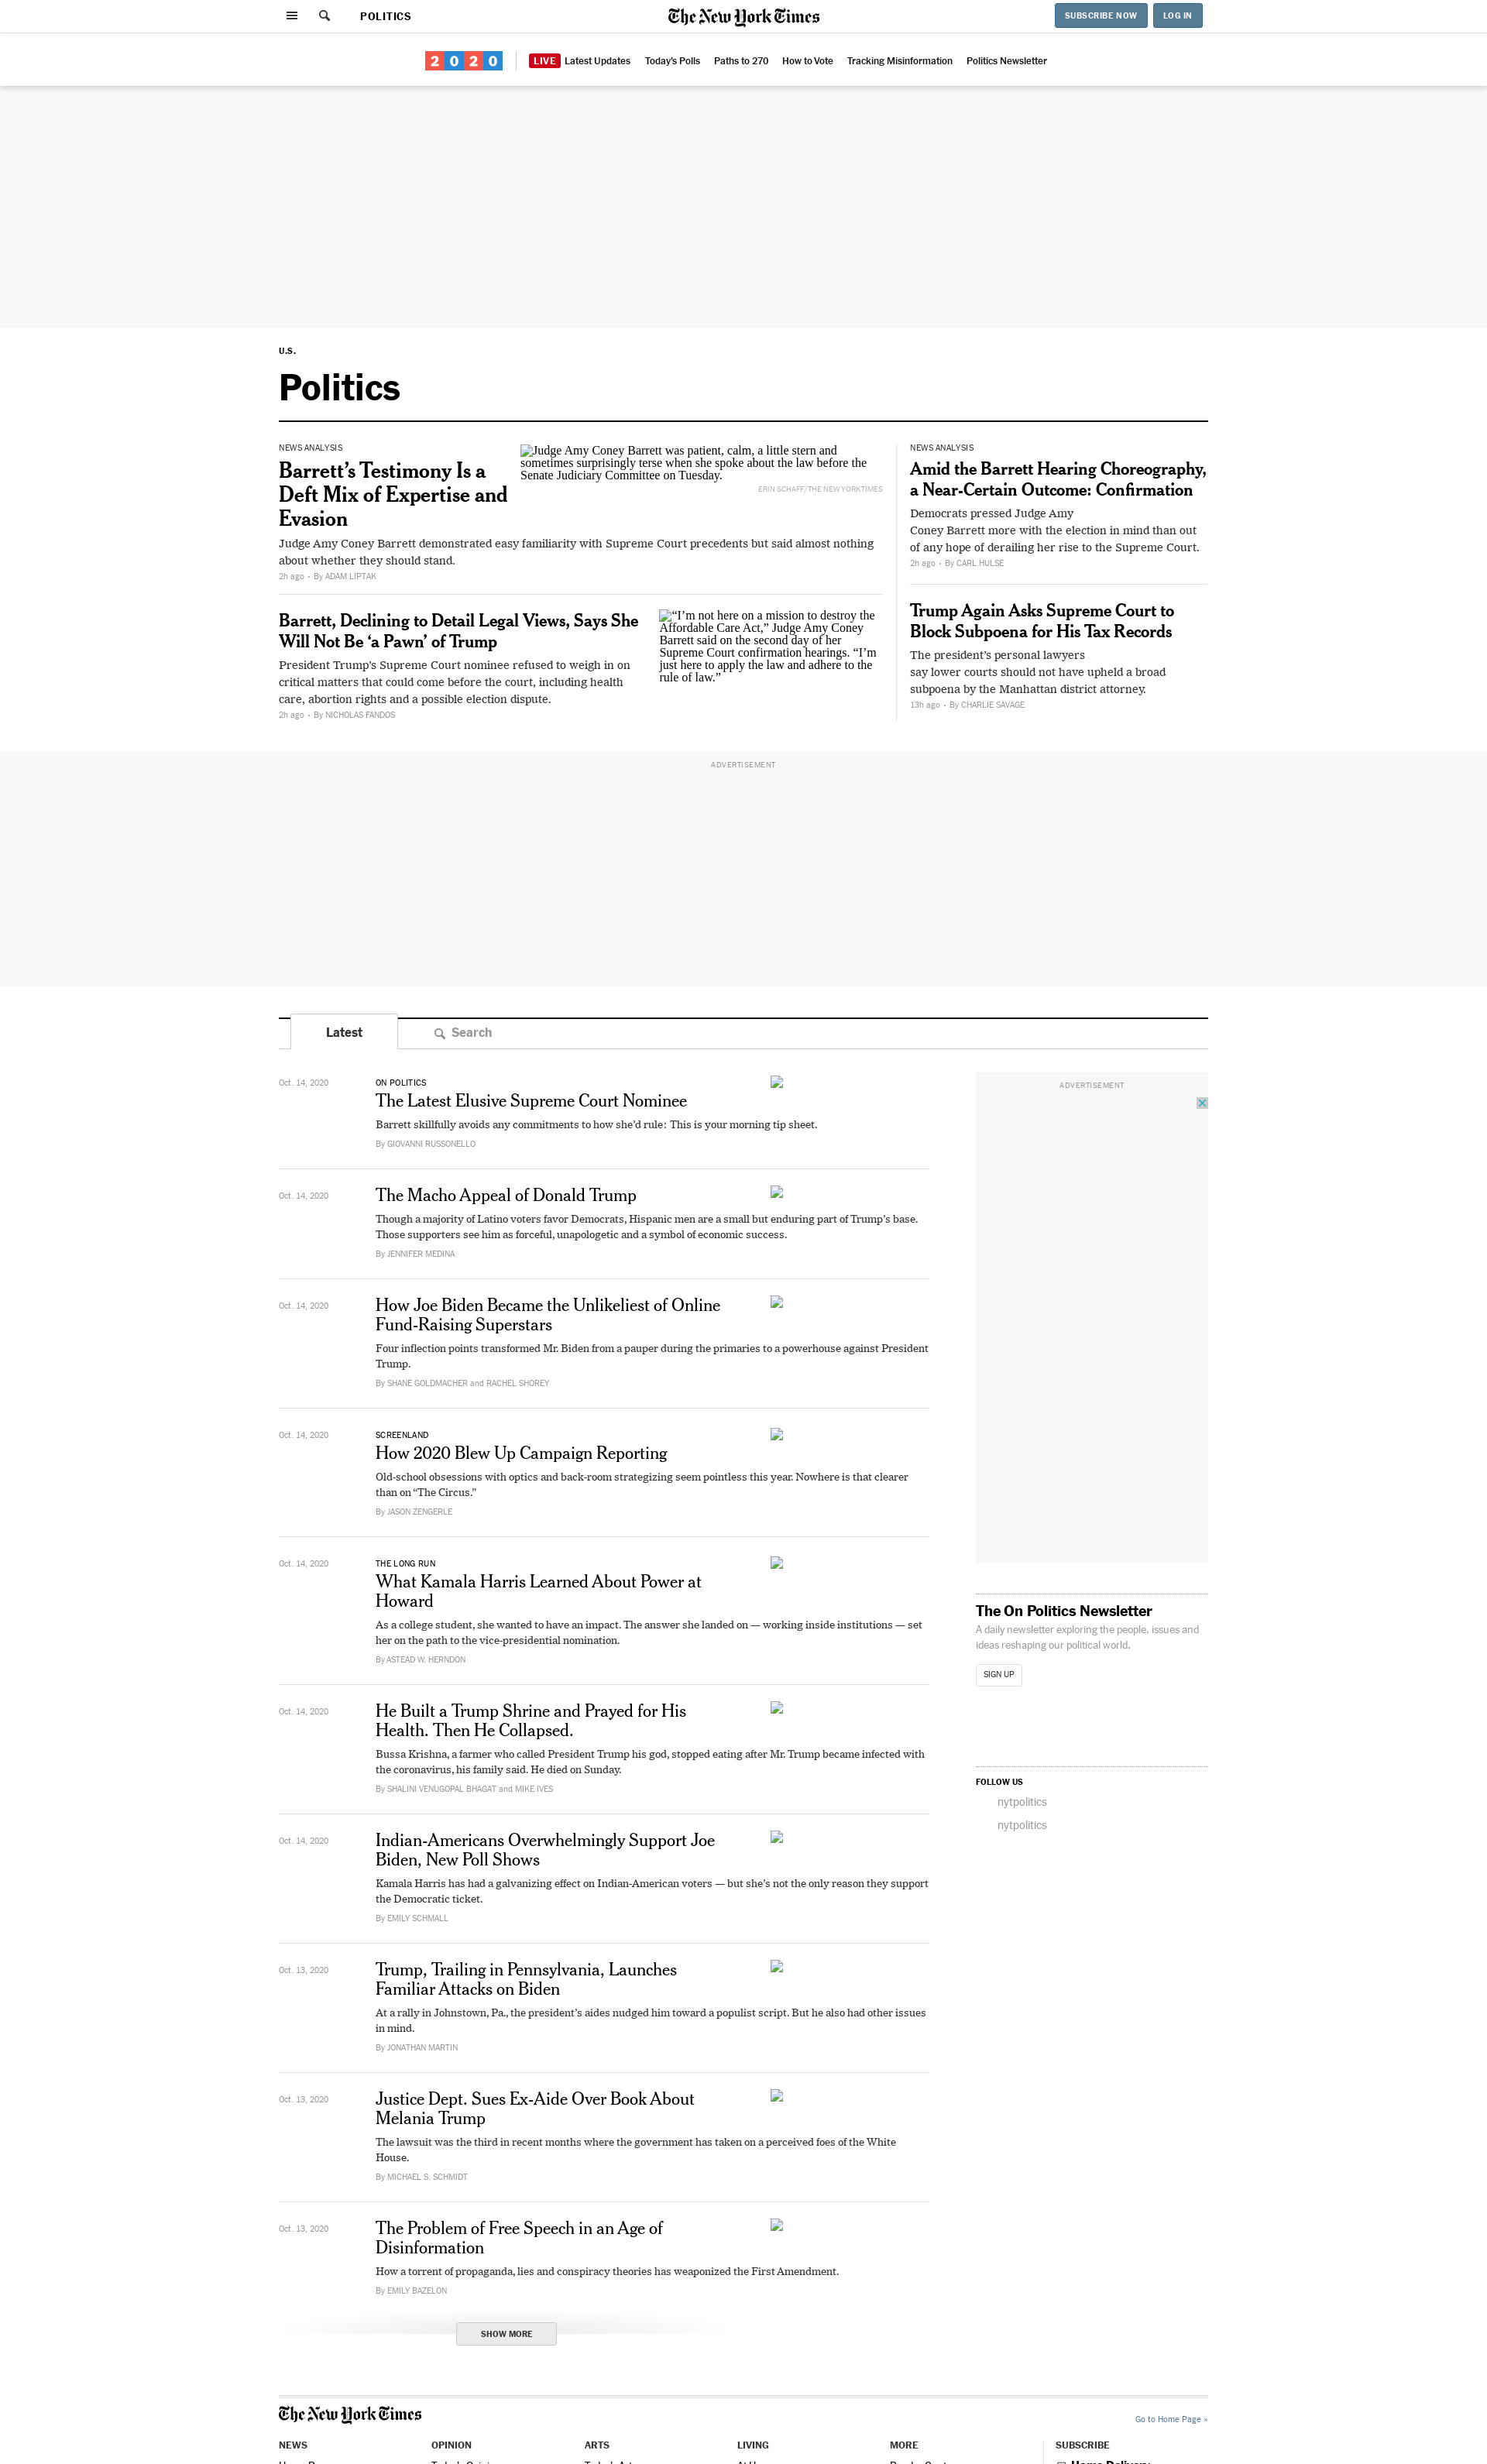 POLITICS
The New York Times
SUBSCRIBE NOW
LOG IN
2020
LIVE Latest Updates
Today's Polls
Paths to 270
How to Vote
Tracking Misinformation
Politics Newsletter
U.S.
Politics
NEWS ANALYSIS
Barrett’s Testimony Is a
Deft Mix of Expertise and
Evasion
Judge Amy Coney Barrett was patient, calm, a little stern and
sometimes surprisingly terse when she spoke about the law before the
Senate Judiciary Committee on Tuesday.
ERIN SCHAFF/THE NEW YORK TIMES
Judge Amy Coney Barrett demonstrated easy familiarity with Supreme Court precedents but said almost nothing
about whether they should stand.
2h ago • By ADAM LIPTAK
Barrett, Declining to Detail Legal Views, Says She
Will Not Be ‘a Pawn’ of Trump
President Trump’s Supreme Court nominee refused to weigh in on
critical matters that could come before the court, including health
care, abortion rights and a possible election dispute.
2h ago • By NICHOLAS FANDOS
“I’m not here on a mission to destroy the
Affordable Care Act,” Judge Amy Coney
Barrett said on the second day of her
Supreme Court confirmation hearings. “I’m
just here to apply the law and adhere to the
rule of law.”
NEWS ANALYSIS
Amid the Barrett Hearing Choreography,
a Near-Certain Outcome: Confirmation
Democrats pressed Judge Amy
Coney Barrett more with the election in mind than out
of any hope of derailing her rise to the Supreme Court.
2h ago • By CARL HULSE
Trump Again Asks Supreme Court to
Block Subpoena for His Tax Records
The president’s personal lawyers
say lower courts should not have upheld a broad
subpoena by the Manhattan district attorney.
13h ago • By CHARLIE SAVAGE
ADVERTISEMENT
Latest
Search
Oct. 14, 2020
ON POLITICS
The Latest Elusive Supreme Court Nominee
Barrett skillfully avoids any commitments to how she’d rule: This is your morning tip sheet.
By GIOVANNI RUSSONELLO
Oct. 14, 2020
The Macho Appeal of Donald Trump
Though a majority of Latino voters favor Democrats, Hispanic men are a small but enduring part of Trump’s base.
Those supporters see him as forceful, unapologetic and a symbol of economic success.
By JENNIFER MEDINA
Oct. 14, 2020
How Joe Biden Became the Unlikeliest of Online
Fund-Raising Superstars
Four inflection points transformed Mr. Biden from a pauper during the primaries to a powerhouse against President
Trump.
By SHANE GOLDMACHER and RACHEL SHOREY
Oct. 14, 2020
SCREENLAND
How 2020 Blew Up Campaign Reporting
Old-school obsessions with optics and back-room strategizing seem pointless this year. Nowhere is that clearer
than on “The Circus.”
By JASON ZENGERLE
Oct. 14, 2020
THE LONG RUN
What Kamala Harris Learned About Power at
Howard
As a college student, she wanted to have an impact. The answer she landed on — working inside institutions — set
her on the path to the vice-presidential nomination.
By ASTEAD W. HERNDON
Oct. 14, 2020
He Built a Trump Shrine and Prayed for His
Health. Then He Collapsed.
Bussa Krishna, a farmer who called President Trump his god, stopped eating after Mr. Trump became infected with
the coronavirus, his family said. He died on Sunday.
By SHALINI VENUGOPAL BHAGAT and MIKE IVES
Oct. 14, 2020
Indian-Americans Overwhelmingly Support Joe
Biden, New Poll Shows
Kamala Harris has had a galvanizing effect on Indian-American voters — but she’s not the only reason they support
the Democratic ticket.
By EMILY SCHMALL
Oct. 13, 2020
Trump, Trailing in Pennsylvania, Launches
Familiar Attacks on Biden
At a rally in Johnstown, Pa., the president’s aides nudged him toward a populist script. But he also had other issues
in mind.
By JONATHAN MARTIN
Oct. 13, 2020
Justice Dept. Sues Ex-Aide Over Book About
Melania Trump
The lawsuit was the third in recent months where the government has taken on a perceived foes of the White
House.
By MICHAEL S. SCHMIDT
Oct. 13, 2020
The Problem of Free Speech in an Age of
Disinformation
How a torrent of propaganda, lies and conspiracy theories has weaponized the First Amendment.
By EMILY BAZELON
SHOW MORE
ADVERTISEMENT
The On Politics Newsletter
A daily newsletter exploring the people, issues and
ideas reshaping our political world.
SIGN UP
FOLLOW US
nytpolitics
nytpolitics
The New York Times
Go to Home Page »
NEWS
OPINION
ARTS
LIVING
MORE
SUBSCRIBE